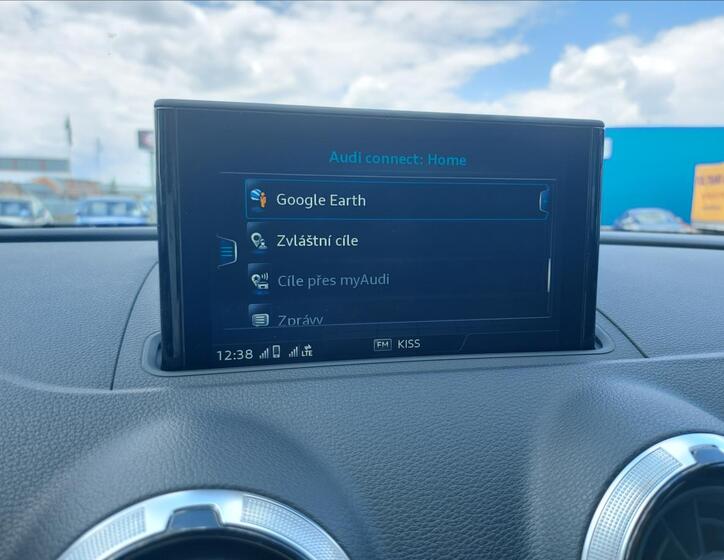 Audi connect: Home
Google Earth
Zvláštní cíle
Cíle přes myAudi
Zprávy
12:38 LTE FM KISS